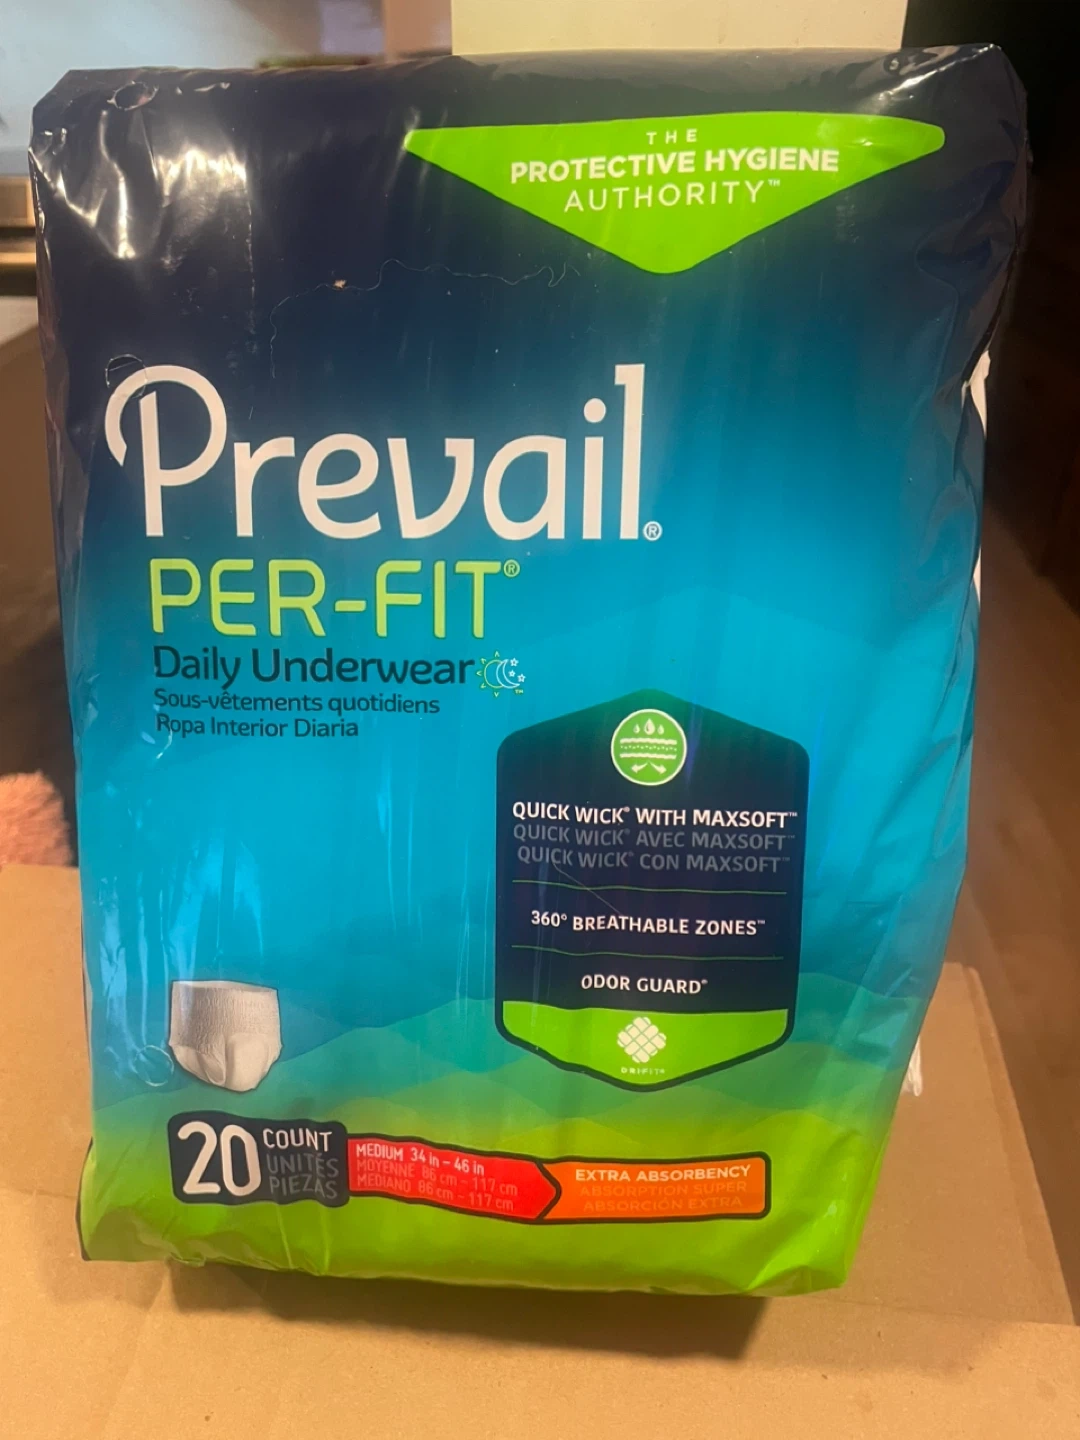 THE
PROTECTIVE HYGIENE
AUTHORITY™
Prevail®
PER-FIT®
Daily Underwear™
Sous-vêtements quotidiens
Ropa Interior Diaria
QUICK WICK® WITH MAXSOFT™
QUICK WICK® AVEC MAXSOFT™
QUICK WICK® CON MAXSOFT™
360° BREATHABLE ZONES™
ODOR GUARD®
DRIFIT®
20 COUNT
UNITÉS
PIEZAS
MEDIUM 34 in - 46 in
MOYENNE 86 cm - 117 cm
MEDIANO 86 cm - 117 cm
EXTRA ABSORBENCY
ABSORPTION SUPER
ABSORCIÓN EXTRA